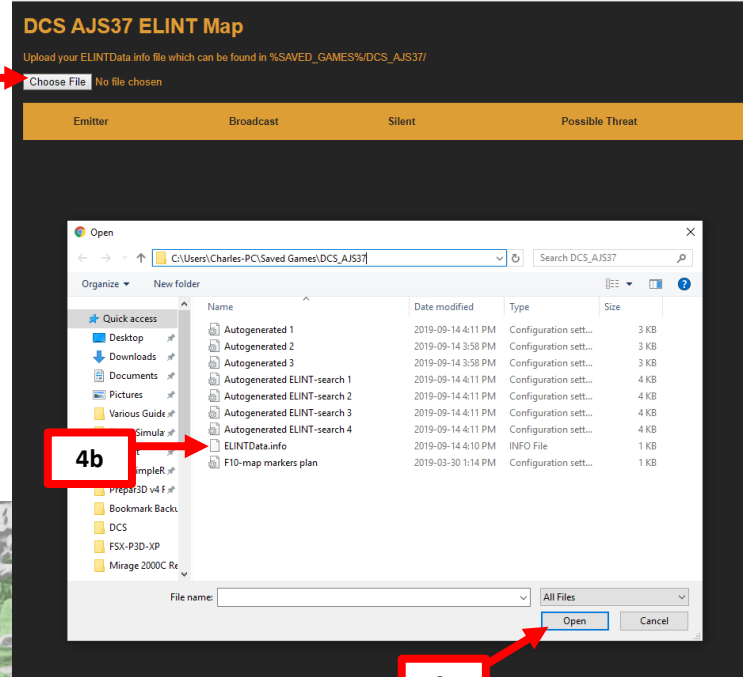 DCS AJS37 ELINT Map
Upload your ELINTData.info file which can be found in %SAVED_GAMES%/DCS_AJS37/
Choose File No file chosen
Emitter Broadcast Silent Possible Threat
Open
C:\Users\Charles-PC\Saved Games\DCS_AJS37
Search DCS_AJS37
Organize New folder
Name Date modified Type Size
Quick access
Desktop
Downloads
Documents
Pictures
Various Guide
Simula
Prepar3D v4 F
Bookmark Backu
DCS
FSX-P3D-XP
Mirage 2000C Re
Autogenerated 1 2019-09-14 4:11 PM Configuration sett... 3 KB
Autogenerated 2 2019-09-14 3:58 PM Configuration sett... 3 KB
Autogenerated 3 2019-09-14 3:58 PM Configuration sett... 3 KB
Autogenerated ELINT-search 1 2019-09-14 4:11 PM Configuration sett... 4 KB
Autogenerated ELINT-search 2 2019-09-14 4:11 PM Configuration sett... 4 KB
Autogenerated ELINT-search 3 2019-09-14 4:11 PM Configuration sett... 4 KB
Autogenerated ELINT-search 4 2019-09-14 4:11 PM Configuration sett... 4 KB
ELINTData.info 2019-09-14 4:10 PM INFO File 1 KB
F10-map markers plan 2019-03-30 1:14 PM Configuration sett... 1 KB
4b
File name: All Files
Open Cancel